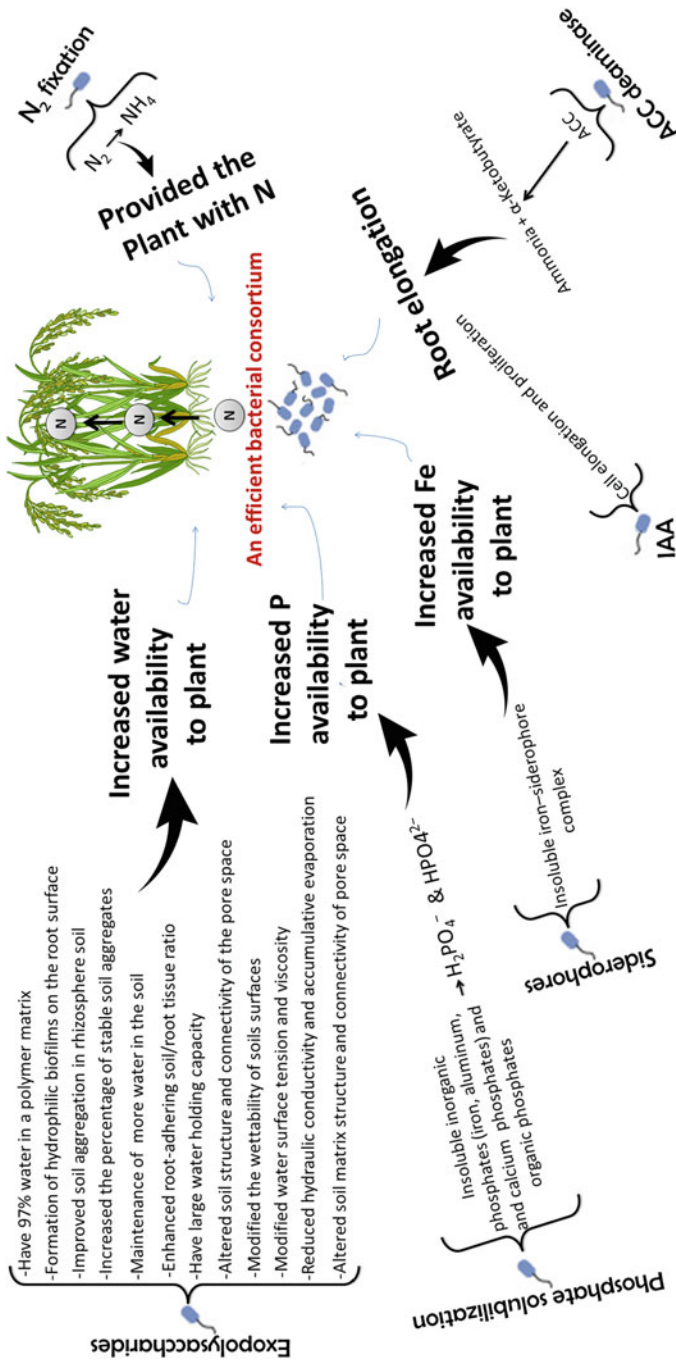 Exopolysaccharides
-Have 97% water in a polymer matrix
-Formation of hydrophilic biofilms on the root surface
-Improved soil aggregation in rhizosphere soil
-Increased the percentage of stable soil aggregates
-Maintenance of more water in the soil
-Enhanced root-adhering soil/root tissue ratio
-Have large water holding capacity
-Altered soil structure and connectivity of the pore space
-Modified the wettability of soils surfaces
-Modified water surface tension and viscosity
-Reduced hydraulic conductivity and accumulative evaporation
-Altered soil matrix structure and connectivity of pore space
Increased water
availability
to plant
N
N
N
An efficient bacterial consortium
N₂ fixation
N₂ → NH₄
Provided the
Plant with N
Phosphate solubilization
Insoluble inorganic
phosphates (iron, aluminum,
phosphates) and
and calcium phosphates
organic phosphates
→ H₂PO₄⁻ & HPO4²⁻
Increased P
availability
to plant
Siderophores
Insoluble iron–siderophore
complex
Increased Fe
availability
to plant
IAA
Cell elongation and proliferation
Root elongation
Ammonia + α-Ketobutyrate
ACC
ACC deaminase